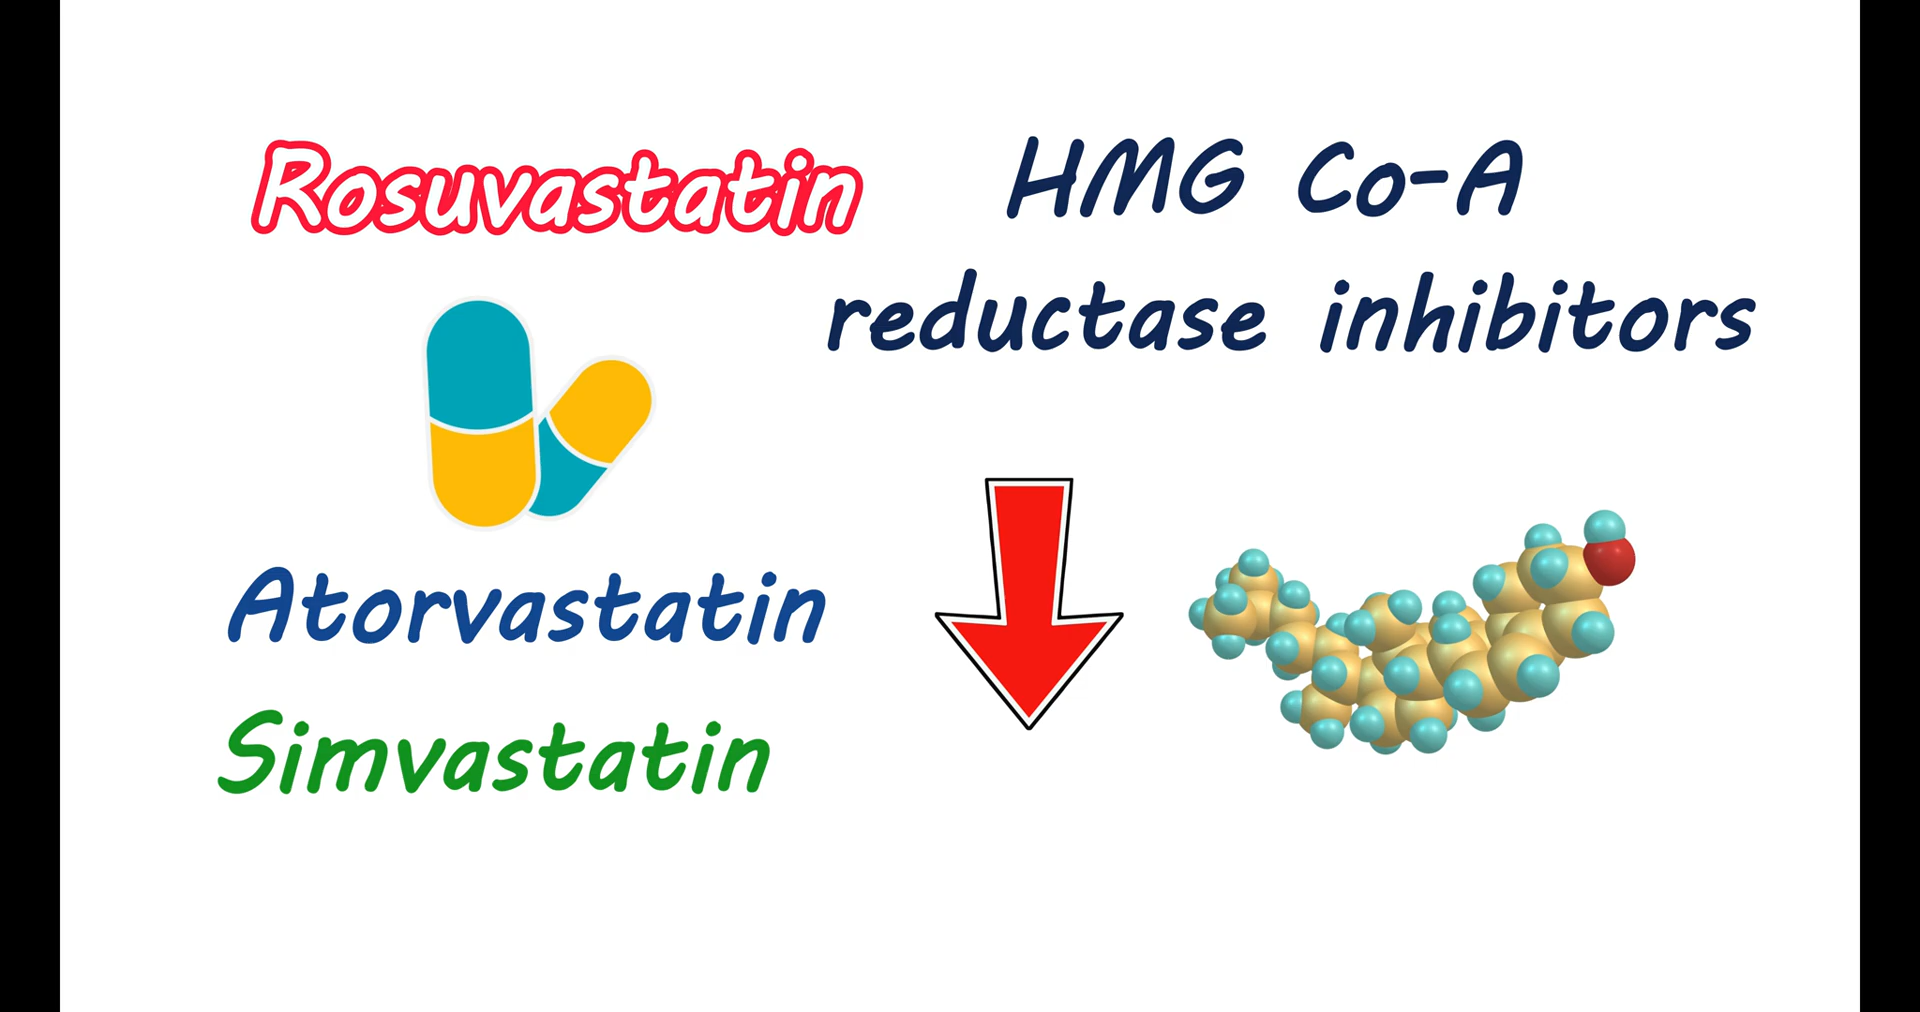 Rosuvastatin
HMG Co-A
reductase inhibitors
Atorvastatin
Simvastatin